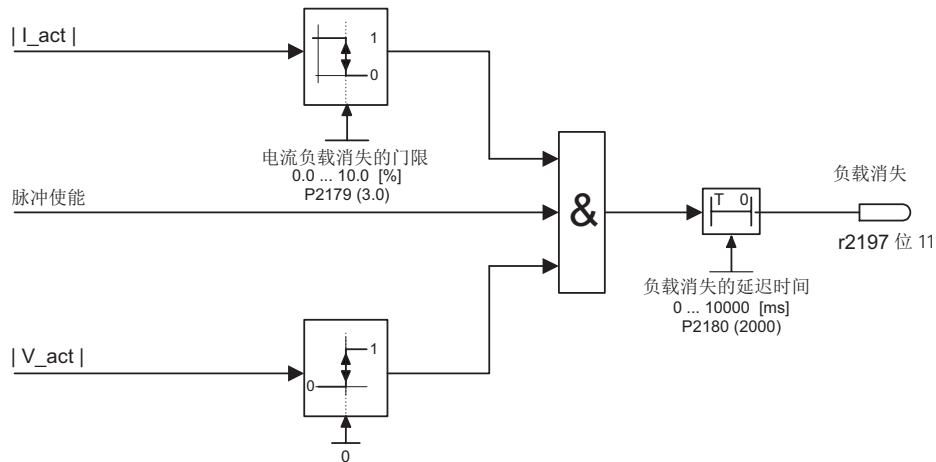 | I_act |
1
0
电流负载消失的门限
0.0 ... 10.0 [%]
P2179 (3.0)
脉冲使能
&
T 0
负载消失
r2197 位 11
负载消失的延迟时间
0 ... 10000 [ms]
P2180 (2000)
| V_act |
1
0
0